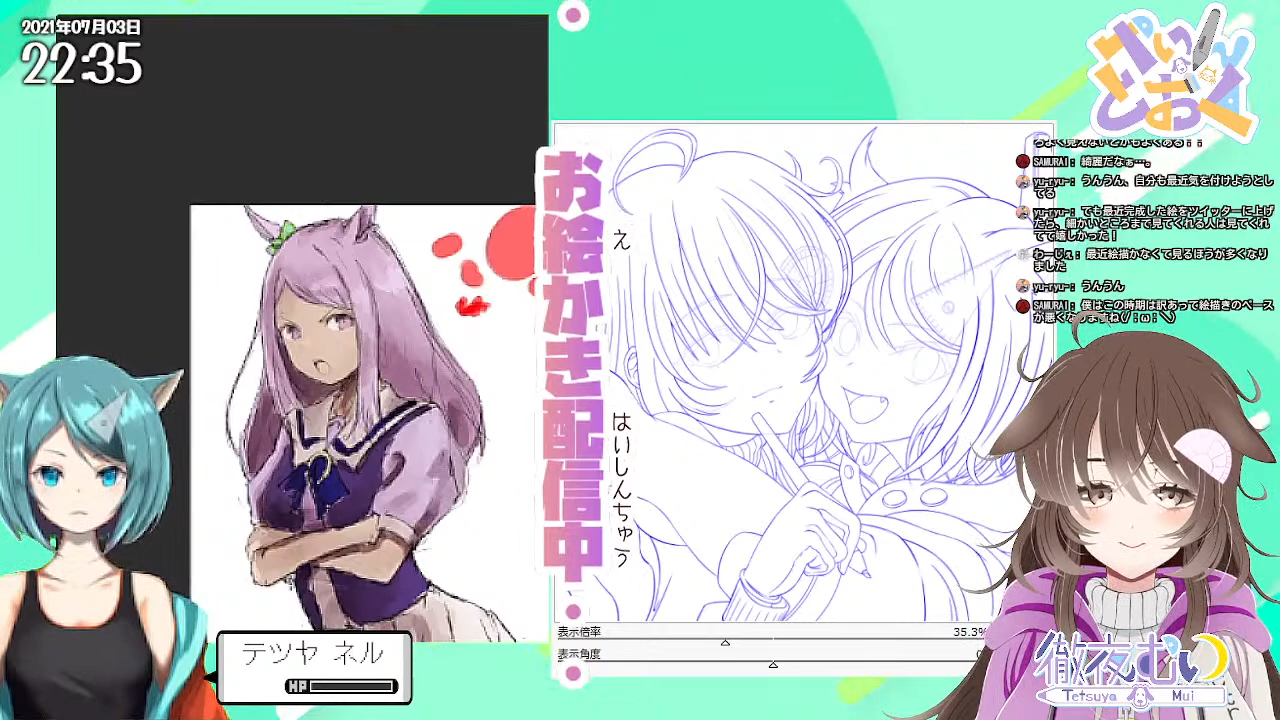 2021年07月03日
22:35
お絵かき配信中
え
はいしんちゅう
SAMURAI: 綺麗だなぁ…。
yu-ryu-: うんうん、自分も最近気を付けようとし
てる
yu-ryu-: でも最近完成した絵をツイッターに上げ
たら、細かいところまで見てくれる人は見てくれ
てて嬉しかった！
最近絵描かなくて見るほうが多くなり
ました
yu-ryu-: うんうん
SAMURAI: 僕はこの時期は訳あって絵描きのペース
が悪くなりますね(/；ω；＼)
表示倍率
35.3%
表示角度
テツヤ ネル
HP
徹夜むい
Tetsuya Mui